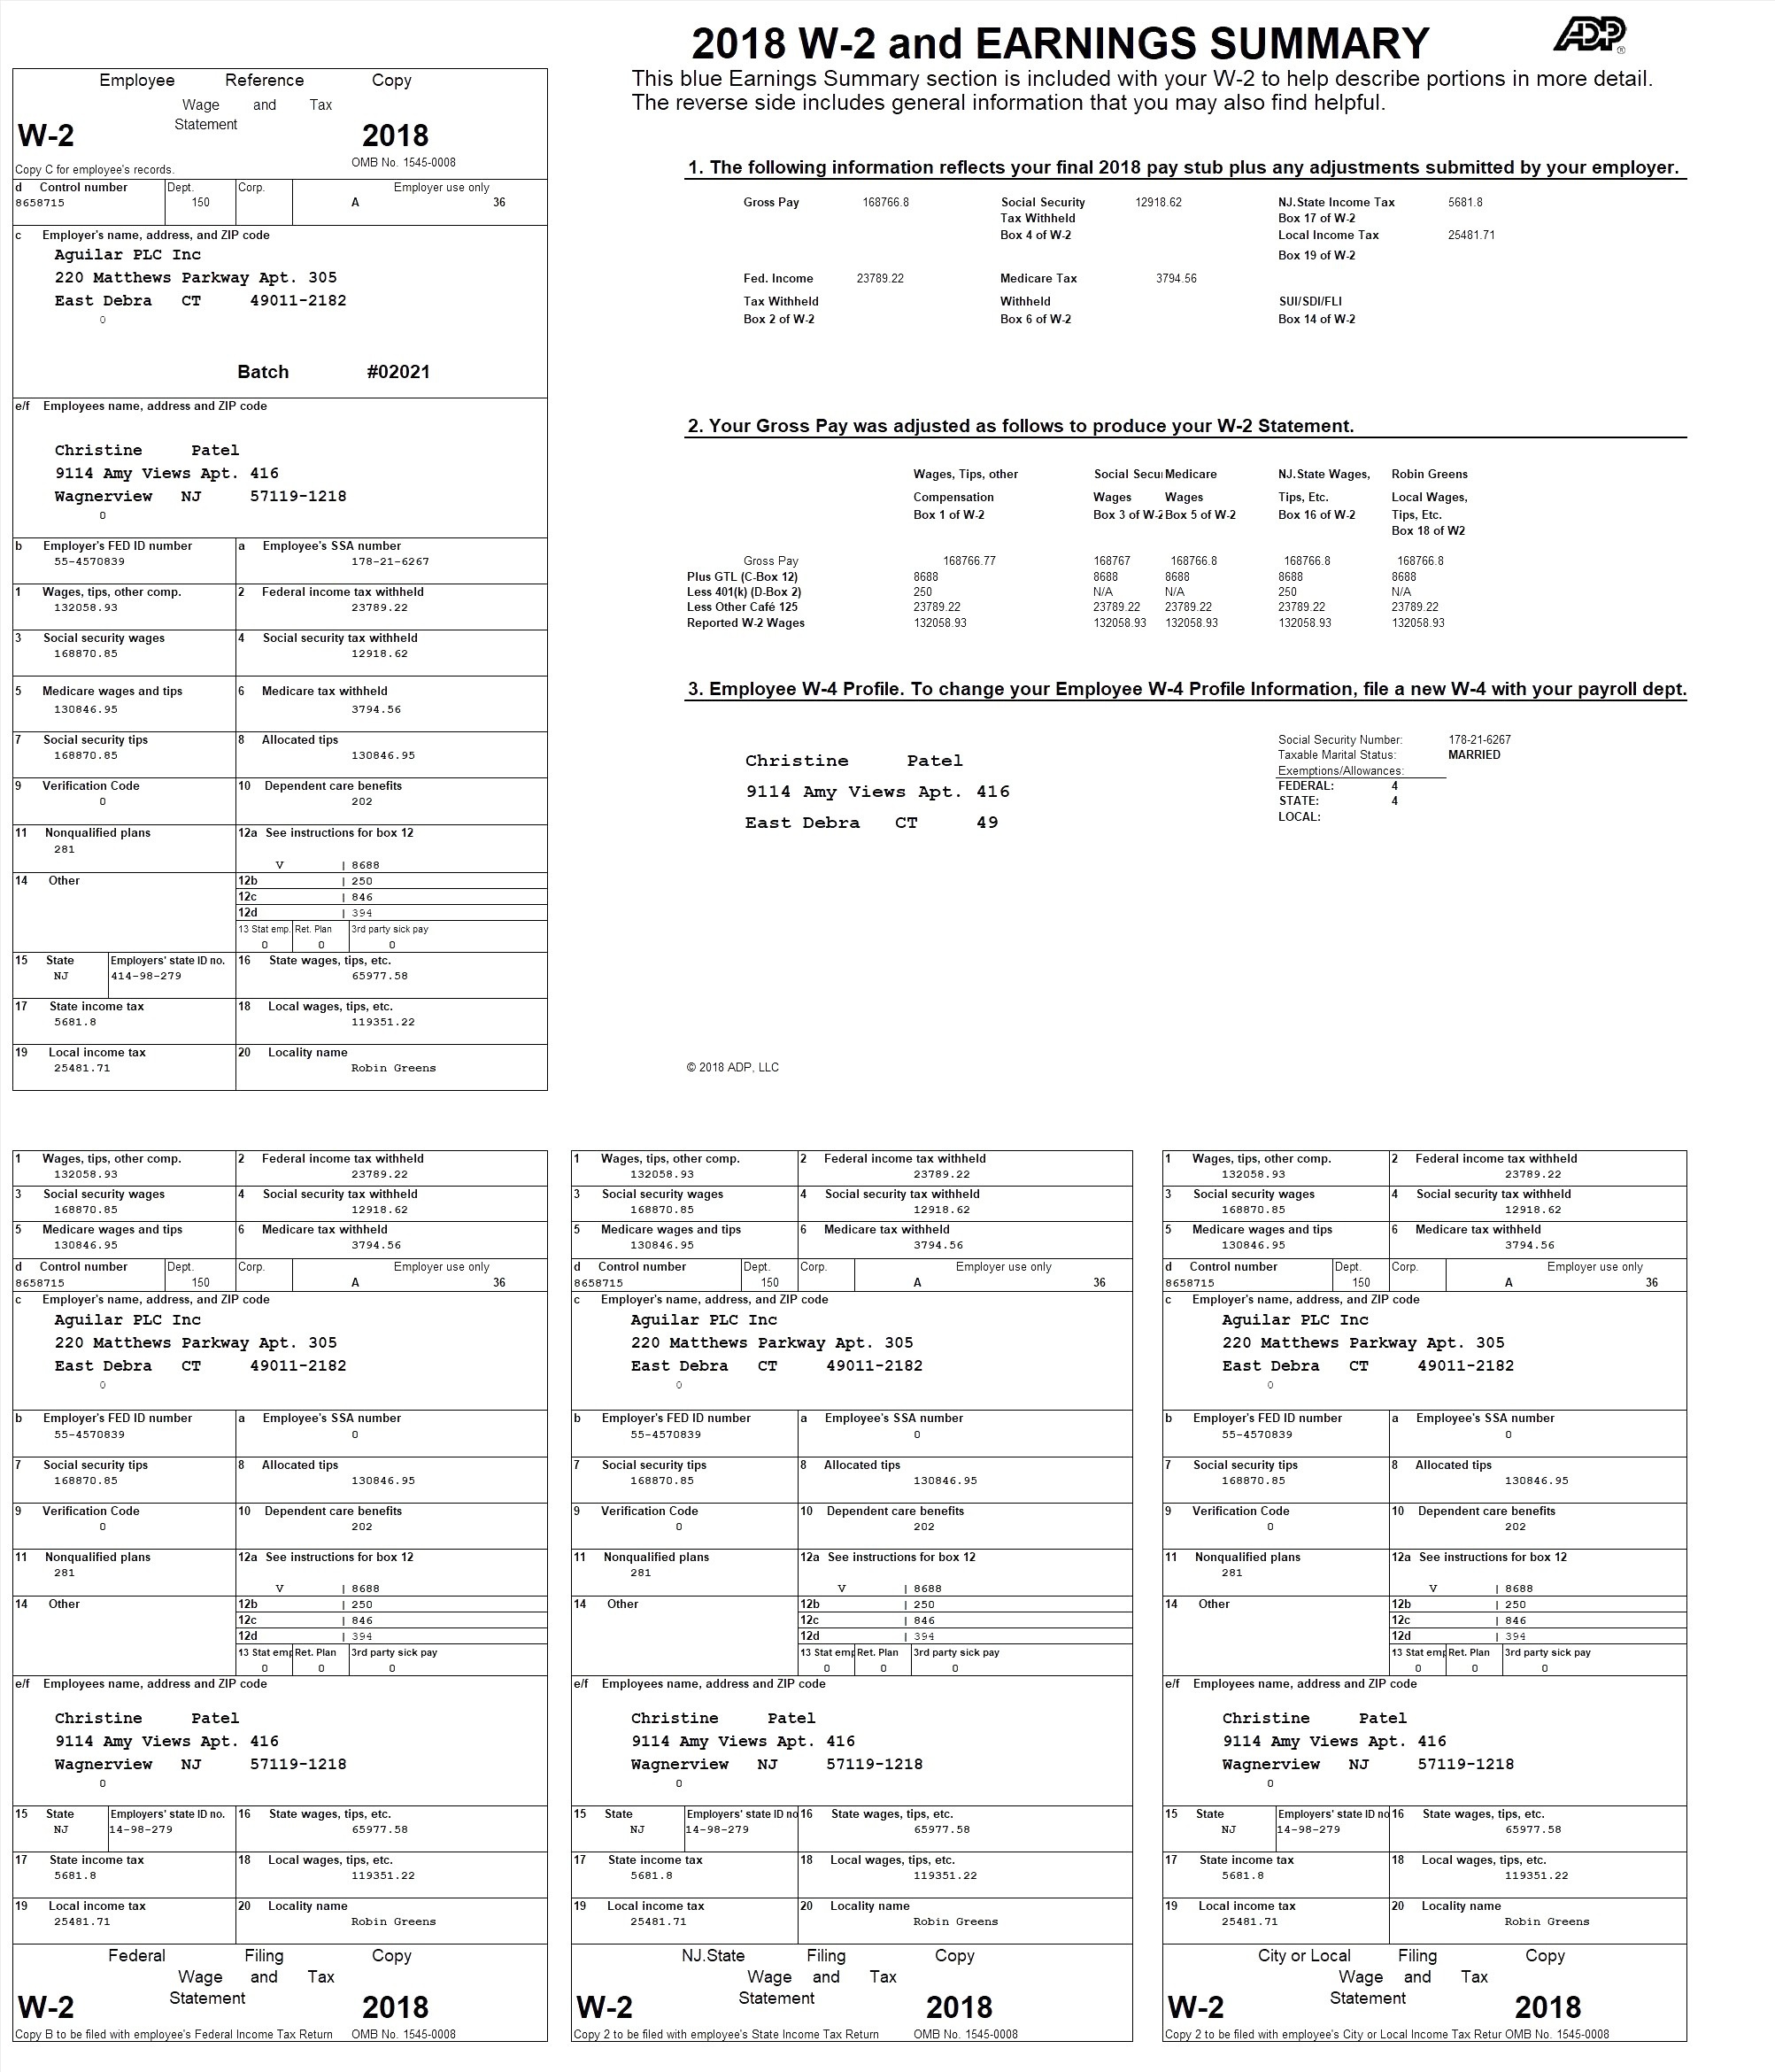 2018 W-2 and EARNINGS SUMMARY
ADP®
This blue Earnings Summary section is included with your W-2 to help describe portions in more detail.
The reverse side includes general information that you may also find helpful.
Employee Reference Copy
Wage and Tax
Statement
W-2 2018
OMB No. 1545-0008
Copy C for employee's records.
d Control number Dept. Corp. Employer use only
8658715 150 A 36
c Employer's name, address, and ZIP code
Aguilar PLC Inc
220 Matthews Parkway Apt. 305
East Debra CT 49011-2182
0
Batch #02021
e/f Employees name, address and ZIP code
Christine Patel
9114 Amy Views Apt. 416
Wagnerview NJ 57119-1218
0
b Employer's FED ID number a Employee's SSA number
55-4570839 178-21-6267
1 Wages, tips, other comp. 2 Federal income tax withheld
132058.93 23789.22
3 Social security wages 4 Social security tax withheld
168870.85 12918.62
5 Medicare wages and tips 6 Medicare tax withheld
130846.95 3794.56
7 Social security tips 8 Allocated tips
168870.85 130846.95
9 Verification Code 10 Dependent care benefits
0 202
11 Nonqualified plans 12a See instructions for box 12
281
V | 8688
14 Other 12b | 250
12c | 846
12d | 394
13 Stat emp. Ret. Plan 3rd party sick pay
0 0 0
15 State Employers' state ID no. 16 State wages, tips, etc.
NJ 414-98-279 65977.58
17 State income tax 18 Local wages, tips, etc.
5681.8 119351.22
19 Local income tax 20 Locality name
25481.71 Robin Greens
1. The following information reflects your final 2018 pay stub plus any adjustments submitted by your employer.
Gross Pay 168766.8 Social Security 12918.62 NJ.State Income Tax 5681.8
Tax Withheld Box 17 of W-2
Box 4 of W-2 Local Income Tax 25481.71
Box 19 of W-2
Fed. Income 23789.22 Medicare Tax 3794.56
Tax Withheld Withheld SUI/SDI/FLI
Box 2 of W-2 Box 6 of W-2 Box 14 of W-2
2. Your Gross Pay was adjusted as follows to produce your W-2 Statement.
Wages, Tips, other Social Secu Medicare NJ.State Wages, Robin Greens
Compensation Wages Wages Tips, Etc. Local Wages,
Box 1 of W-2 Box 3 of W-2 Box 5 of W-2 Box 16 of W-2 Tips, Etc.
Box 18 of W2
Gross Pay 168766.77 168767 168766.8 168766.8 168766.8
Plus GTL (C-Box 12) 8688 8688 8688 8688 8688
Less 401(k) (D-Box 2) 250 N/A N/A 250 N/A
Less Other Café 125 23789.22 23789.22 23789.22 23789.22 23789.22
Reported W-2 Wages 132058.93 132058.93 132058.93 132058.93 132058.93
3. Employee W-4 Profile. To change your Employee W-4 Profile Information, file a new W-4 with your payroll dept.
Christine Patel
9114 Amy Views Apt. 416
East Debra CT 49
Social Security Number: 178-21-6267
Taxable Marital Status: MARRIED
Exemptions/Allowances:
FEDERAL: 4
STATE: 4
LOCAL:
© 2018 ADP, LLC
1 Wages, tips, other comp. 2 Federal income tax withheld
132058.93 23789.22
3 Social security wages 4 Social security tax withheld
168870.85 12918.62
5 Medicare wages and tips 6 Medicare tax withheld
130846.95 3794.56
d Control number Dept. Corp. Employer use only
8658715 150 A 36
c Employer's name, address, and ZIP code
Aguilar PLC Inc
220 Matthews Parkway Apt. 305
East Debra CT 49011-2182
0
b Employer's FED ID number a Employee's SSA number
55-4570839 0
7 Social security tips 8 Allocated tips
168870.85 130846.95
9 Verification Code 10 Dependent care benefits
0 202
11 Nonqualified plans 12a See instructions for box 12
281
V | 8688
14 Other 12b | 250
12c | 846
12d | 394
13 Stat emp Ret. Plan 3rd party sick pay
0 0 0
e/f Employees name, address and ZIP code
Christine Patel
9114 Amy Views Apt. 416
Wagnerview NJ 57119-1218
0
15 State Employers' state ID no. 16 State wages, tips, etc.
NJ 14-98-279 65977.58
17 State income tax 18 Local wages, tips, etc.
5681.8 119351.22
19 Local income tax 20 Locality name
25481.71 Robin Greens
Federal Filing Copy
Wage and Tax
Statement
W-2 2018
Copy B to be filed with employee's Federal Income Tax Return OMB No. 1545-0008
1 Wages, tips, other comp. 2 Federal income tax withheld
132058.93 23789.22
3 Social security wages 4 Social security tax withheld
168870.85 12918.62
5 Medicare wages and tips 6 Medicare tax withheld
130846.95 3794.56
d Control number Dept. Corp. Employer use only
8658715 150 A 36
c Employer's name, address, and ZIP code
Aguilar PLC Inc
220 Matthews Parkway Apt. 305
East Debra CT 49011-2182
0
b Employer's FED ID number a Employee's SSA number
55-4570839 0
7 Social security tips 8 Allocated tips
168870.85 130846.95
9 Verification Code 10 Dependent care benefits
0 202
11 Nonqualified plans 12a See instructions for box 12
281
V | 8688
14 Other 12b | 250
12c | 846
12d | 394
13 Stat emp Ret. Plan 3rd party sick pay
0 0 0
e/f Employees name, address and ZIP code
Christine Patel
9114 Amy Views Apt. 416
Wagnerview NJ 57119-1218
0
15 State Employers' state ID no 16 State wages, tips, etc.
NJ 14-98-279 65977.58
17 State income tax 18 Local wages, tips, etc.
5681.8 119351.22
19 Local income tax 20 Locality name
25481.71 Robin Greens
NJ.State Filing Copy
Wage and Tax
Statement
W-2 2018
Copy 2 to be filed with employee's State Income Tax Return OMB No. 1545-0008
1 Wages, tips, other comp. 2 Federal income tax withheld
132058.93 23789.22
3 Social security wages 4 Social security tax withheld
168870.85 12918.62
5 Medicare wages and tips 6 Medicare tax withheld
130846.95 3794.56
d Control number Dept. Corp. Employer use only
8658715 150 A 36
c Employer's name, address, and ZIP code
Aguilar PLC Inc
220 Matthews Parkway Apt. 305
East Debra CT 49011-2182
0
b Employer's FED ID number a Employee's SSA number
55-4570839 0
7 Social security tips 8 Allocated tips
168870.85 130846.95
9 Verification Code 10 Dependent care benefits
0 202
11 Nonqualified plans 12a See instructions for box 12
281
V | 8688
14 Other 12b | 250
12c | 846
12d | 394
13 Stat emp Ret. Plan 3rd party sick pay
0 0 0
e/f Employees name, address and ZIP code
Christine Patel
9114 Amy Views Apt. 416
Wagnerview NJ 57119-1218
0
15 State Employers' state ID no 16 State wages, tips, etc.
NJ 14-98-279 65977.58
17 State income tax 18 Local wages, tips, etc.
5681.8 119351.22
19 Local income tax 20 Locality name
25481.71 Robin Greens
City or Local Filing Copy
Wage and Tax
Statement
W-2 2018
Copy 2 to be filed with employee's City or Local Income Tax Retur OMB No. 1545-0008